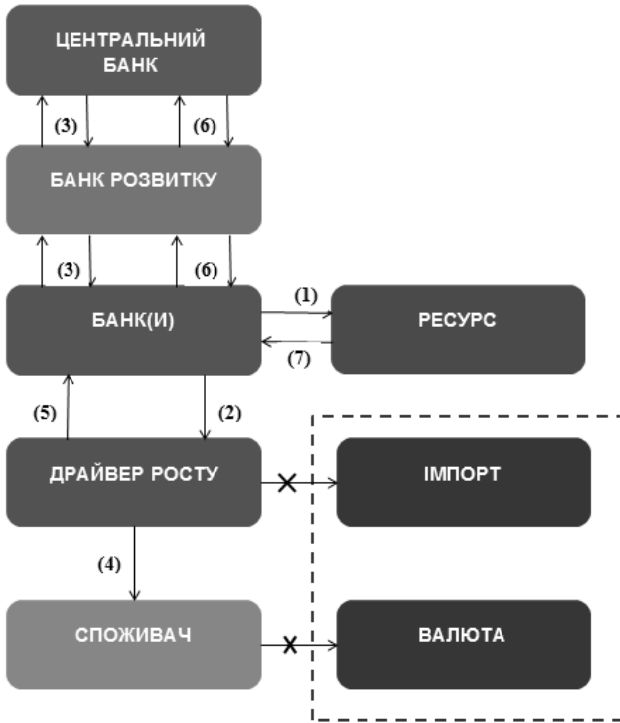 ЦЕНТРАЛЬНИЙ
БАНК
(3)
(6)
БАНК РОЗВИТКУ
(3)
(6)
БАНК(И)
(1)
(7)
РЕСУРС
(5)
(2)
ДРАЙВЕР РОСТУ
ІМПОРТ
(4)
СПОЖИВАЧ
ВАЛЮТА